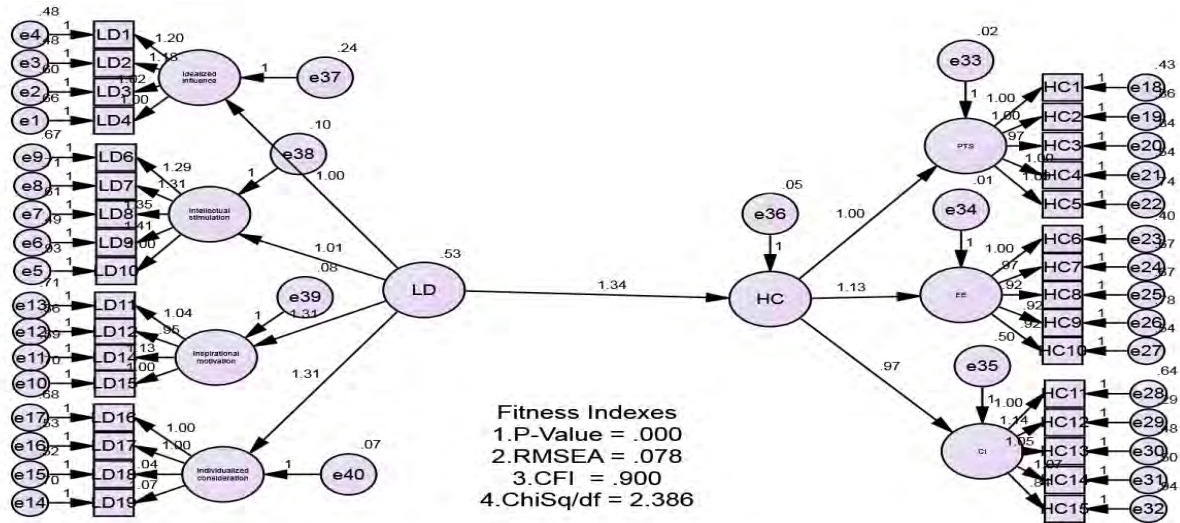 .48
e4 1 LD1 1.20
.48
e3 1 LD2 1.18
.60
e2 1 LD3 1.02
.66
e1 1 LD4 1.00
Idealized
influence
1 e37 .24
.67
e9 1 LD6 1.29
e8 1 LD7 1.31
.61
e7 1 LD8 1.35
.49
e6 1 LD9 1.41
e5 1 LD10 1.00
Intellectual
stimulation
1 e38 .10
.71
e13 1 LD11 1.04
e12 1 LD12 .95
e11 1 LD14 1.13
.70
e10 1 LD15 1.00
Inspirational
motivation
1 e39 .08
.68
e17 1 LD16 1.00
.53
e16 1 LD17 1.00
e15 1 LD18 .04
.70
e14 1 LD19 .07
Individualized
consideration
1 e40 .07
1.00
1.01
1.31
1.31
LD .53
1.34
HC
1 e36 .05
1.00
1.13
.97
PTS
1 e33 .02
1.00 HC1 1 e18 .43
1.00 HC2 1 e19
.97 HC3 1 e20
1.00 HC4 1 e21
HC5 1 e22 .74
EE
1 e34 .01
1.00 HC6 1 e23 .40
.97 HC7 1 e24
.92 HC8 1 e25
.92 HC9 1 e26
.92 HC10 1 e27
CI
1 e35 .50
1.00 HC11 1 e28 .64
1.14 HC12 1 e29
1.05 HC13 1 e30
1.07 HC14 1 e31
HC15 1 e32
Fitness Indexes
1.P-Value = .000
2.RMSEA = .078
3.CFI = .900
4.ChiSq/df = 2.386